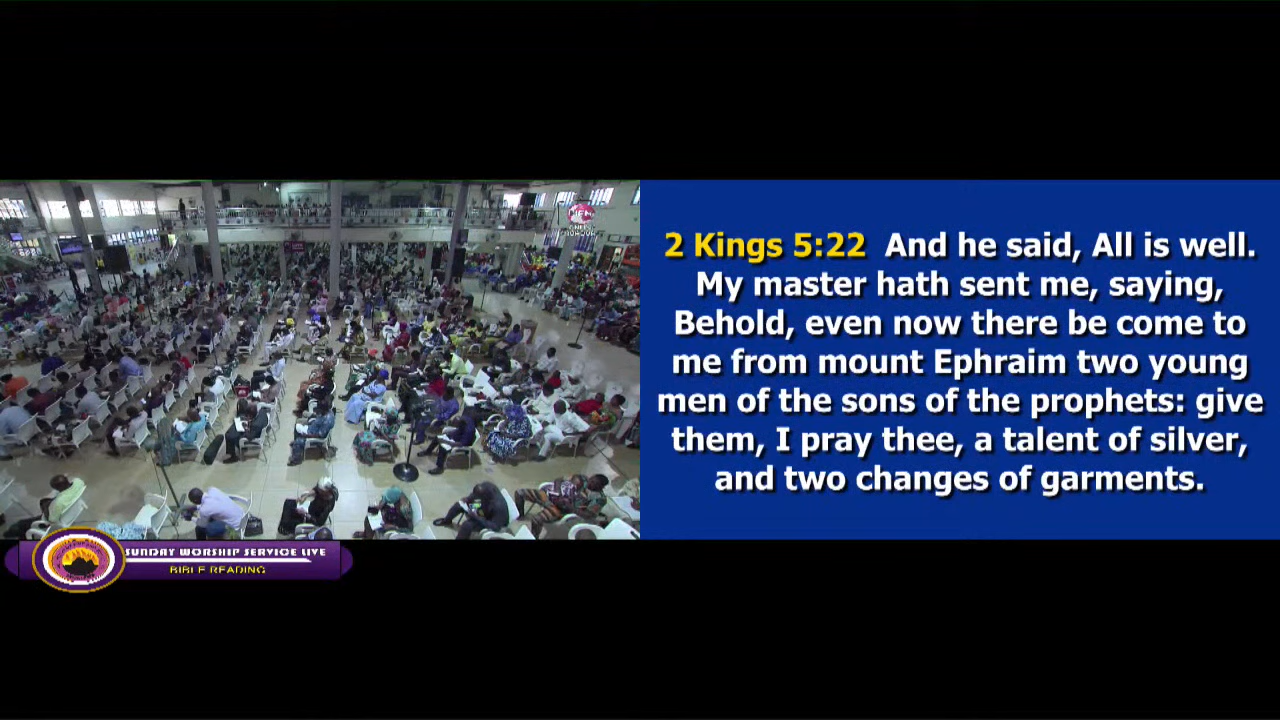 2 Kings 5:22 And he said, All is well.
My master hath sent me, saying,
Behold, even now there be come to
me from mount Ephraim two young
men of the sons of the prophets: give
them, I pray thee, a talent of silver,
and two changes of garments.
SUNDAY WORSHIP SERVICE LIVE
BIBLE READING